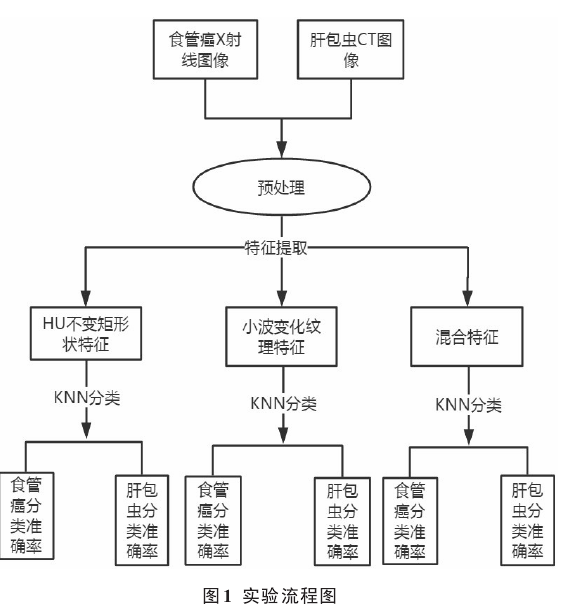 食管癌X射
线图像
肝包虫CT图
像
预处理
特征提取
HU不变矩形
状特征
小波变化纹
理特征
混合特征
KNN分类
KNN分类
KNN分类
食管
癌分
类准
确率
肝包
虫分
类准
确率
食管
癌分
类准
确率
肝包
虫分
类准
确率
食管
癌分
类准
确率
肝包
虫分
类准
确率
图1 实验流程图